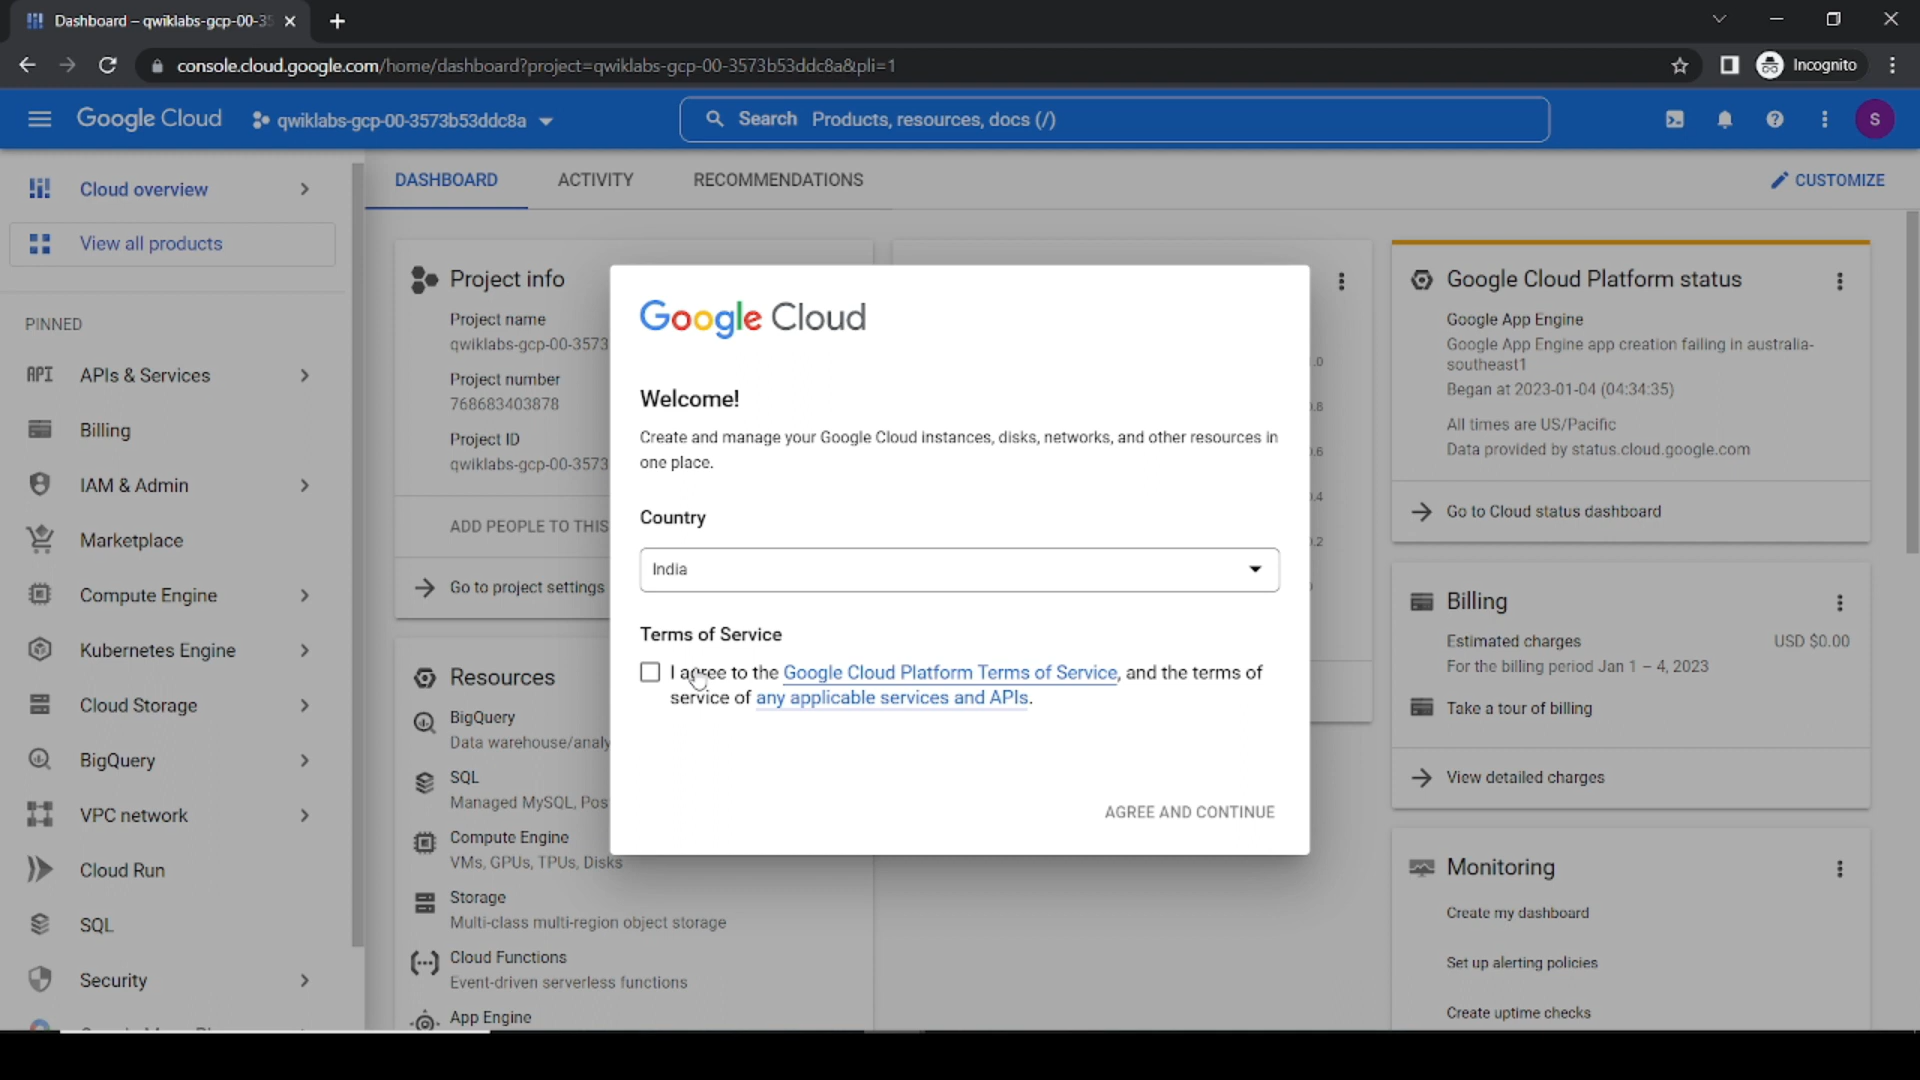 Dashboard – qwiklabs-gcp-00-35
console.cloud.google.com/home/dashboard?project=qwiklabs-gcp-00-3573b53ddc8a&pli=1
Incognito
Google Cloud
qwiklabs-gcp-00-3573b53ddc8a
Search Products, resources, docs (/)
S
Cloud overview
View all products
PINNED
API APIs & Services
Billing
IAM & Admin
Marketplace
Compute Engine
Kubernetes Engine
Cloud Storage
BigQuery
VPC network
Cloud Run
SQL
Security
DASHBOARD
ACTIVITY
RECOMMENDATIONS
CUSTOMIZE
Project info
Project name
qwiklabs-gcp-00-3573
Project number
768683403878
Project ID
qwiklabs-gcp-00-3573
ADD PEOPLE TO THIS
Go to project settings
Resources
BigQuery
Data warehouse/analy
SQL
Managed MySQL, Pos
Compute Engine
VMs, GPUs, TPUs, Disks
Storage
Multi-class multi-region object storage
Cloud Functions
Event-driven serverless functions
App Engine
Google Cloud
Welcome!
Create and manage your Google Cloud instances, disks, networks, and other resources in
one place.
Country
India
Terms of Service
I agree to the Google Cloud Platform Terms of Service, and the terms of
service of any applicable services and APIs.
AGREE AND CONTINUE
.0
.8
.6
.4
.2
Google Cloud Platform status
Google App Engine
Google App Engine app creation failing in australia-
southeast1
Began at 2023-01-04 (04:34:35)
All times are US/Pacific
Data provided by status.cloud.google.com
Go to Cloud status dashboard
Billing
Estimated charges
USD $0.00
For the billing period Jan 1 – 4, 2023
Take a tour of billing
View detailed charges
Monitoring
Create my dashboard
Set up alerting policies
Create uptime checks